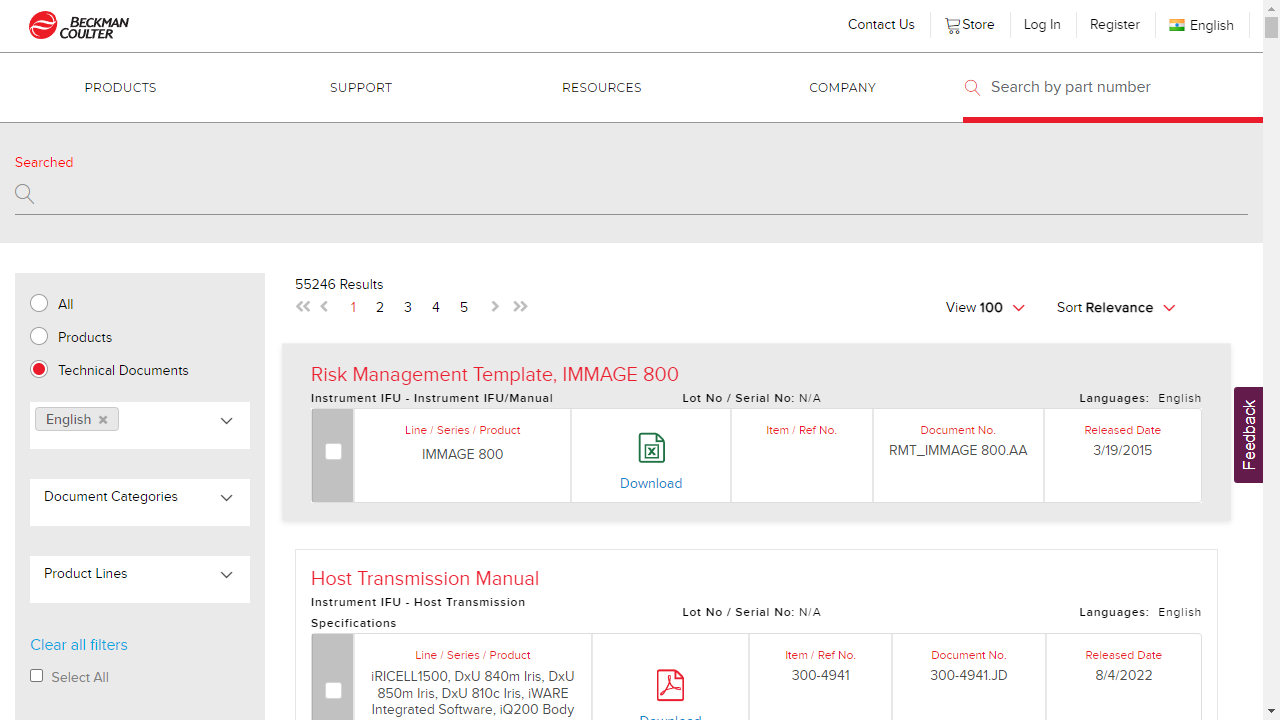 BECKMAN
COULTER
Contact Us
Store
Log In
Register
English
PRODUCTS
SUPPORT
RESOURCES
COMPANY
Search by part number
Searched
All
Products
Technical Documents
English
Document Categories
Product Lines
Clear all filters
Select All
55246 Results
1 2 3 4 5
View 100
Sort Relevance
Risk Management Template, IMMAGE 800
Instrument IFU - Instrument IFU/Manual
Lot No / Serial No: N/A
Languages: English
Line / Series / Product
IMMAGE 800
Download
Item / Ref No.
Document No.
RMT_IMMAGE 800.AA
Released Date
3/19/2015
Feedback
Host Transmission Manual
Instrument IFU - Host Transmission
Specifications
Lot No / Serial No: N/A
Languages: English
Line / Series / Product
iRICELL1500, DxU 840m Iris, DxU
850m Iris, DxU 810c Iris, iWARE
Integrated Software, iQ200 Body
Download
Item / Ref No.
300-4941
Document No.
300-4941.JD
Released Date
8/4/2022